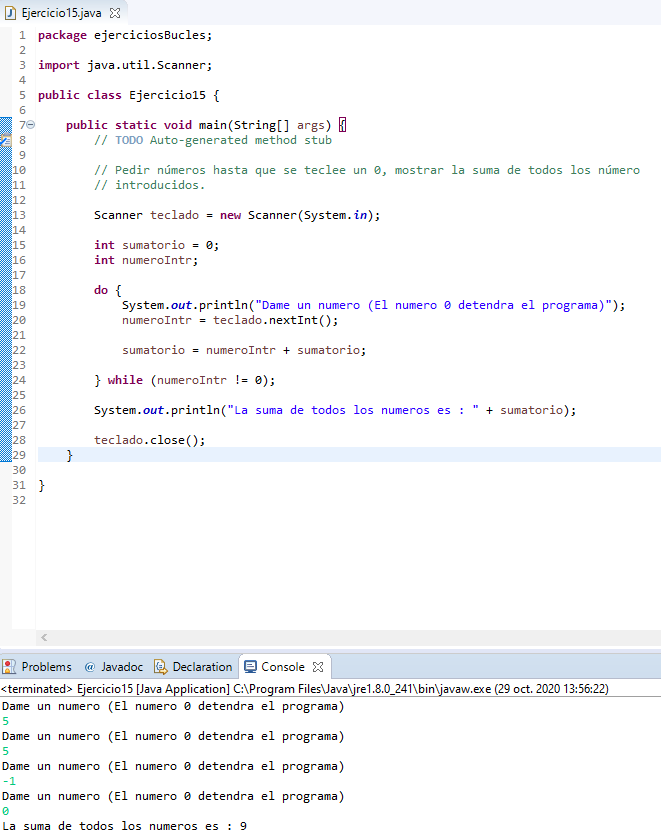 Ejercicio15.java
1 package ejerciciosBucles;
2
3 import java.util.Scanner;
4
5 public class Ejercicio15 {
6
7 public static void main(String[] args) {
8 // TODO Auto-generated method stub
9
10 // Pedir números hasta que se teclee un 0, mostrar la suma de todos los número
11 // introducidos.
12
13 Scanner teclado = new Scanner(System.in);
14
15 int sumatorio = 0;
16 int numeroIntr;
17
18 do {
19 System.out.println("Dame un numero (El numero 0 detendra el programa)");
20 numeroIntr = teclado.nextInt();
21
22 sumatorio = numeroIntr + sumatorio;
23
24 } while (numeroIntr != 0);
25
26 System.out.println("La suma de todos los numeros es : " + sumatorio);
27
28 teclado.close();
29 }
30
31 }
32
Problems @ Javadoc Declaration Console
<terminated> Ejercicio15 [Java Application] C:\Program Files\Java\jre1.8.0_241\bin\javaw.exe (29 oct. 2020 13:56:22)
Dame un numero (El numero 0 detendra el programa)
5
Dame un numero (El numero 0 detendra el programa)
5
Dame un numero (El numero 0 detendra el programa)
-1
Dame un numero (El numero 0 detendra el programa)
0
La suma de todos los numeros es : 9